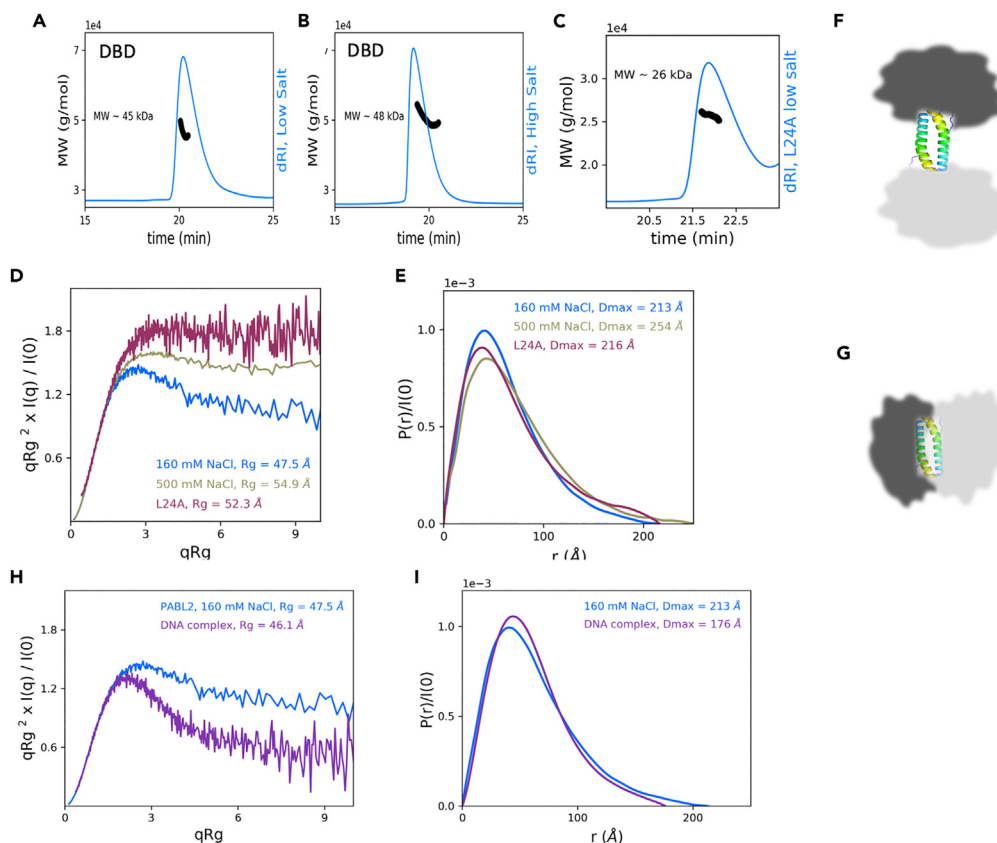 A
B
C
F
1e4
DBD
MW ~ 45 kDa
MW (g/mol)
7
5
3
15
20
25
time (min)
dRI, Low Salt
1e4
DBD
MW ~ 48 kDa
MW (g/mol)
7
5
3
15
20
25
time (min)
dRI, High Salt
1e4
MW ~ 26 kDa
MW (g/mol)
3.0
2.5
2.0
20.5
21.5
22.5
time (min)
dRI, L24A low salt
D
E
G
qRg ² x I(q) / I(0)
1.8
1.2
0.6
160 mM NaCl, Rg = 47.5 Å
500 mM NaCl, Rg = 54.9 Å
L24A, Rg = 52.3 Å
0
3
6
9
qRg
1e−3
160 mM NaCl, Dmax = 213 Å
500 mM NaCl, Dmax = 254 Å
L24A, Dmax = 216 Å
P(r)/I(0)
1.0
0.5
0.0
0
100
200
r (Å)
H
I
PABL2, 160 mM NaCl, Rg = 47.5 Å
DNA complex, Rg = 46.1 Å
qRg ² x I(q) / I(0)
1.8
1.2
0.6
0
3
6
9
qRg
1e−3
160 mM NaCl, Dmax = 213 Å
DNA complex, Dmax = 176 Å
P(r)/I(0)
1.0
0.5
0.0
0
100
200
r (Å)